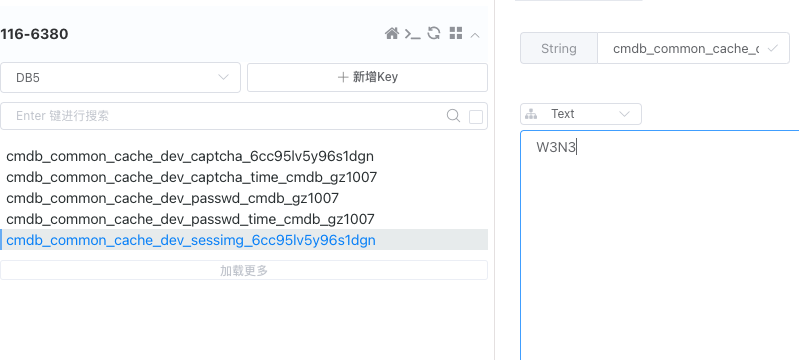 116-6380
DB5
新增Key
Enter 键进行搜索
cmdb_common_cache_dev_captcha_6cc95lv5y96s1dgn
cmdb_common_cache_dev_captcha_time_cmdb_gz1007
cmdb_common_cache_dev_passwd_cmdb_gz1007
cmdb_common_cache_dev_passwd_time_cmdb_gz1007
cmdb_common_cache_dev_sessimg_6cc95lv5y96s1dgn
加载更多
String
cmdb_common_cache_d
Text
W3N3